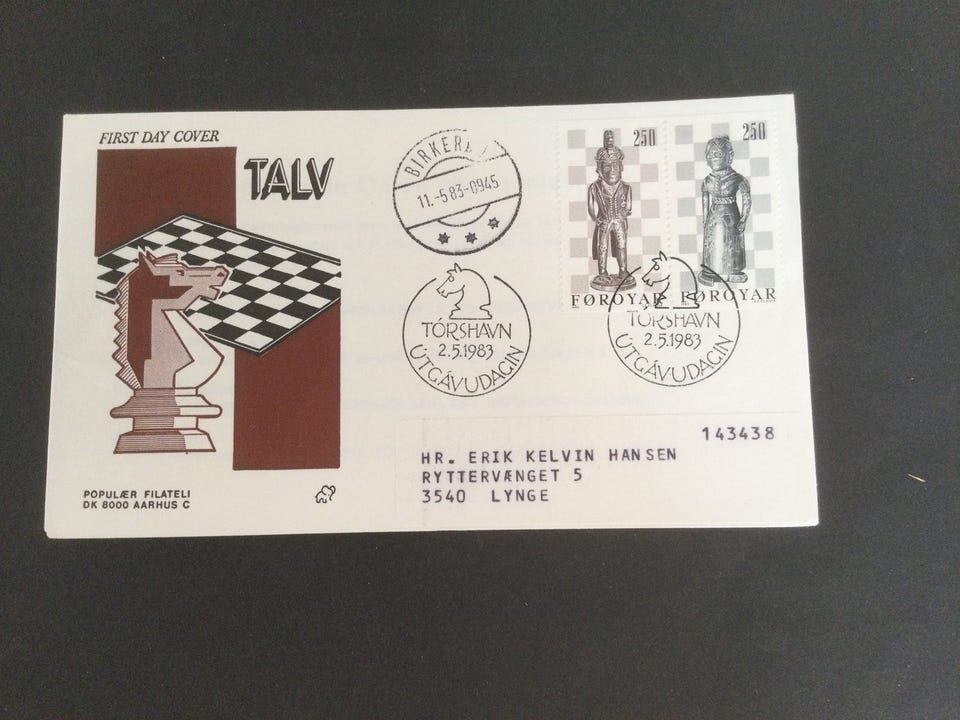 FIRST DAY COVER
TALV
11.-5.83-0945
250
250
FØROYAR
FØROYAR
TÓRSHAVN
2.5.1983
ÚTGÁVUDAGIN
TÓRSHAVN
2.5.1983
ÚTGÁVUDAGIN
143438
HR. ERIK KELVIN HANSEN
RYTTERVÆNGET 5
3540 LYNGE
POPULÆR FILATELI
DK 8000 AARHUS C